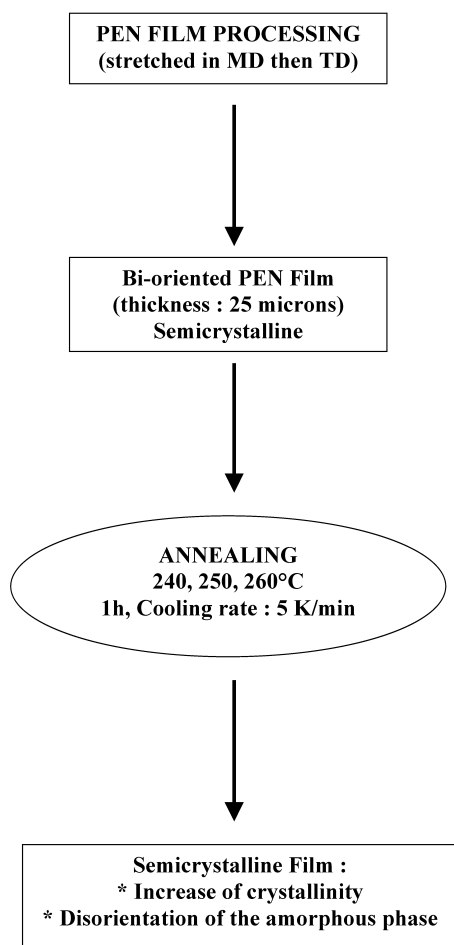 PEN FILM PROCESSING
(stretched in MD then TD)
Bi-oriented PEN Film
(thickness : 25 microns)
Semicrystalline
ANNEALING
240, 250, 260°C
1h, Cooling rate : 5 K/min
Semicrystalline Film :
* Increase of crystallinity
* Disorientation of the amorphous phase